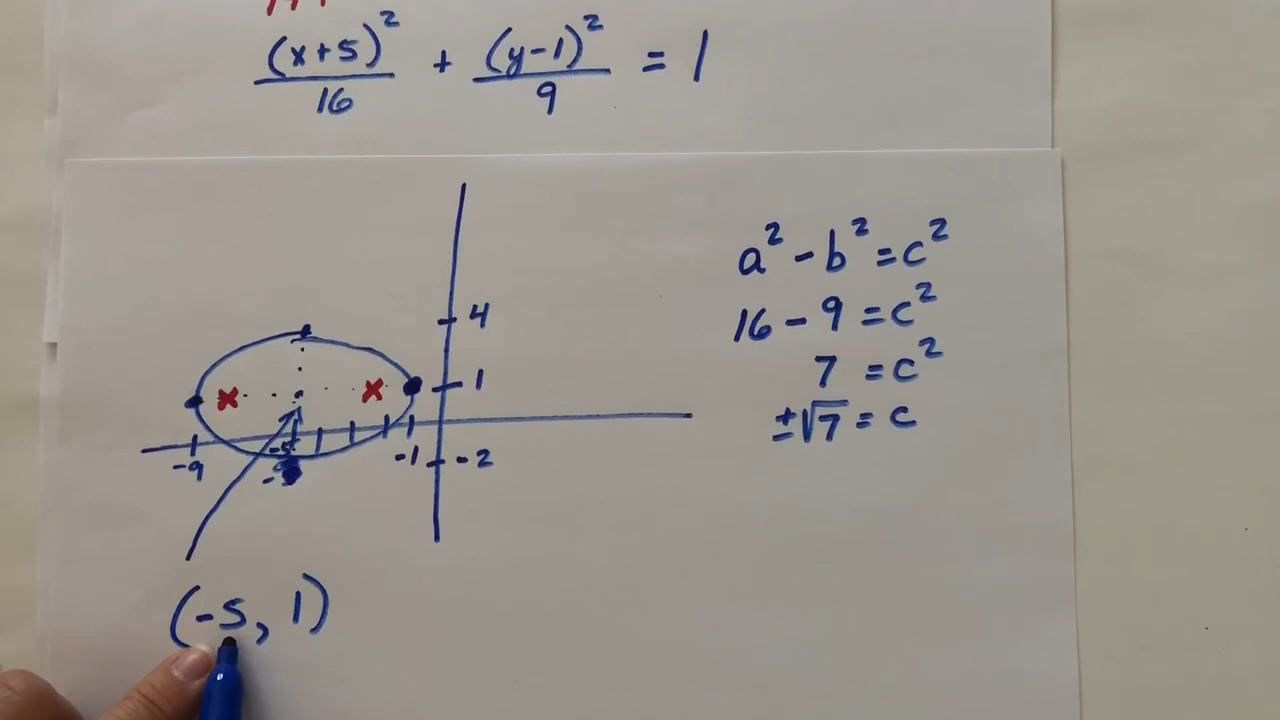 (x+5)² / 16 + (y-1)² / 9 = 1
a² - b² = c²
16 - 9 = c²
7 = c²
±√7 = c
4
1
-9
-5
-1
-2
(-5, 1)